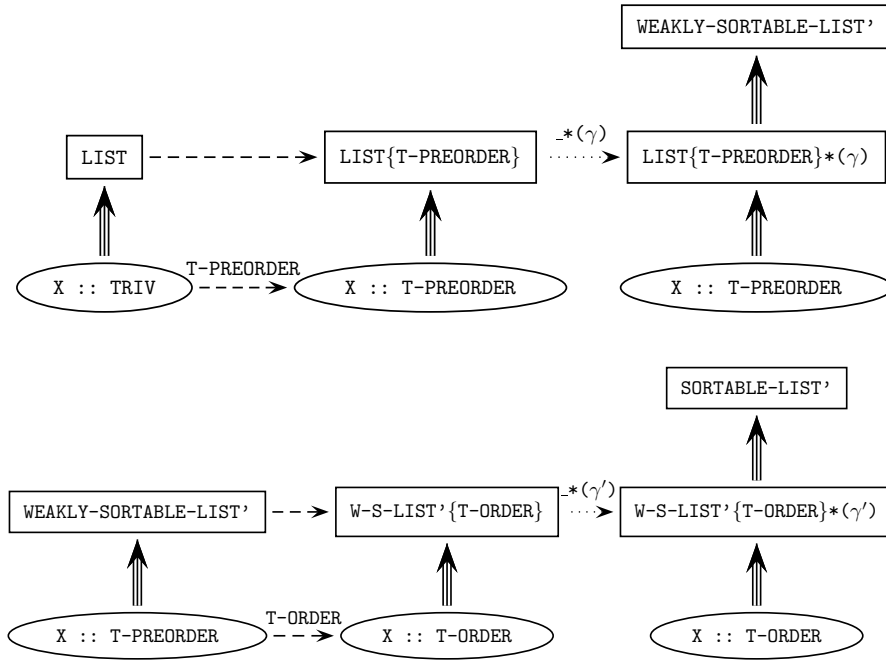 WEAKLY-SORTABLE-LIST’
LIST
LIST{T-PREORDER}
_*(γ)
LIST{T-PREORDER}*(γ)
X :: TRIV
T-PREORDER
X :: T-PREORDER
X :: T-PREORDER
SORTABLE-LIST’
WEAKLY-SORTABLE-LIST’
W-S-LIST’{T-ORDER}
_*(γ′)
W-S-LIST’{T-ORDER}*(γ′)
X :: T-PREORDER
T-ORDER
X :: T-ORDER
X :: T-ORDER